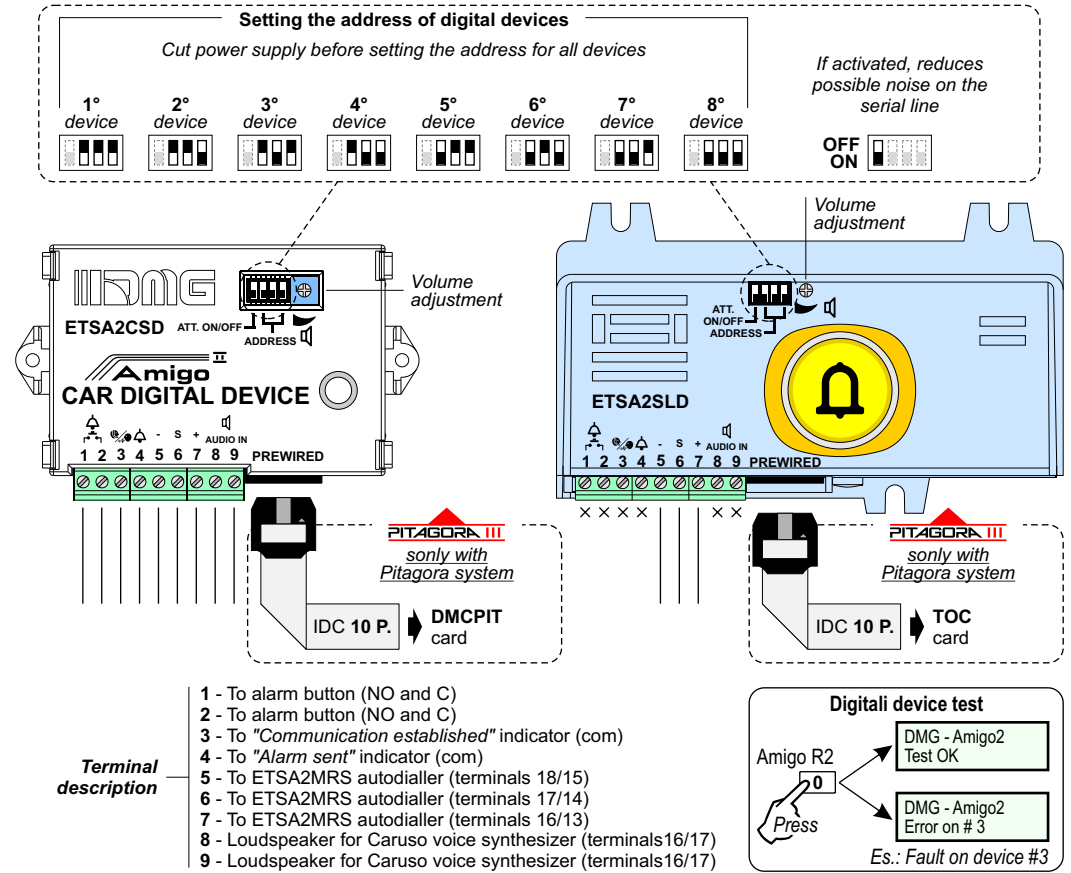 Setting the address of digital devices
Cut power supply before setting the address for all devices
1° device
2° device
3° device
4° device
5° device
6° device
7° device
8° device
If activated, reduces
possible noise on the
serial line
OFF
ON
Volume
adjustment
DMG
ETSA2CSD
ATT. ON/OFF
ADDRESS
Amigo II
CAR DIGITAL DEVICE
- S + AUDIO IN
1 2 3 4 5 6 7 8 9 PREWIRED
Volume
adjustment
ATT.
ON/OFF
ADDRESS
ETSA2SLD
- S + AUDIO IN
1 2 3 4 5 6 7 8 9 PREWIRED
× × × × × ×
PITAGORA III
sonly with
Pitagora system
IDC 10 P.
DMCPIT
card
PITAGORA III
sonly with
Pitagora system
IDC 10 P.
TOC
card
Terminal
description
1 - To alarm button (NO and C)
2 - To alarm button (NO and C)
3 - To "Communication established" indicator (com)
4 - To "Alarm sent" indicator (com)
5 - To ETSA2MRS autodialler (terminals 18/15)
6 - To ETSA2MRS autodialler (terminals 17/14)
7 - To ETSA2MRS autodialler (terminals 16/13)
8 - Loudspeaker for Caruso voice synthesizer (terminals16/17)
9 - Loudspeaker for Caruso voice synthesizer (terminals16/17)
Digitali device test
Amigo R2
0
Press
DMG - Amigo2
Test OK
DMG - Amigo2
Error on # 3
Es.: Fault on device #3